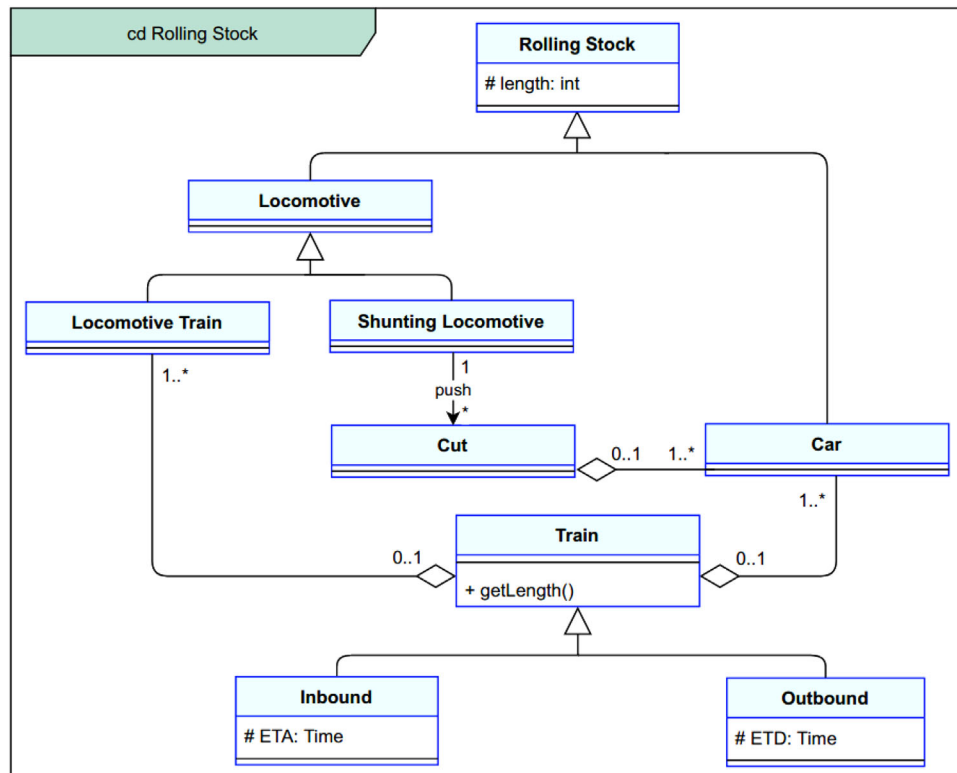 cd Rolling Stock
Rolling Stock
# length: int
Locomotive
Locomotive Train
Shunting Locomotive
1..*
1
push
*
Cut
0..1
1..*
Car
1..*
Train
0..1
0..1
+ getLength()
Inbound
# ETA: Time
Outbound
# ETD: Time